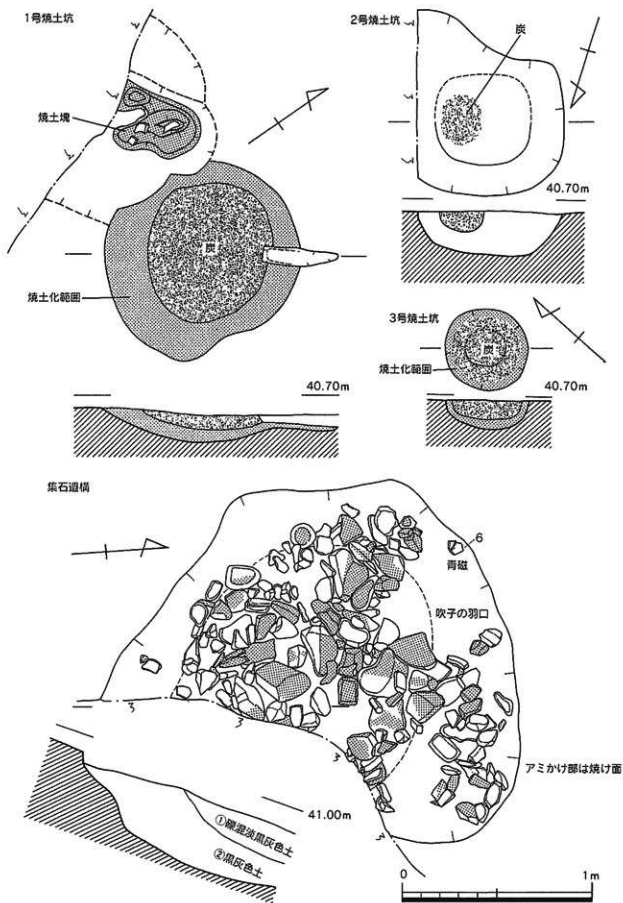 1号焼土坑
焼土塊
炭
焼土化範囲
40.70m
2号焼土坑
炭
40.70m
3号焼土坑
炭
焼土化範囲
40.70m
集石遺構
6
青磁
吹子の羽口
アミかけ部は焼け面
41.00m
①礫混淡黒灰色土
②黒灰色土
0 1m